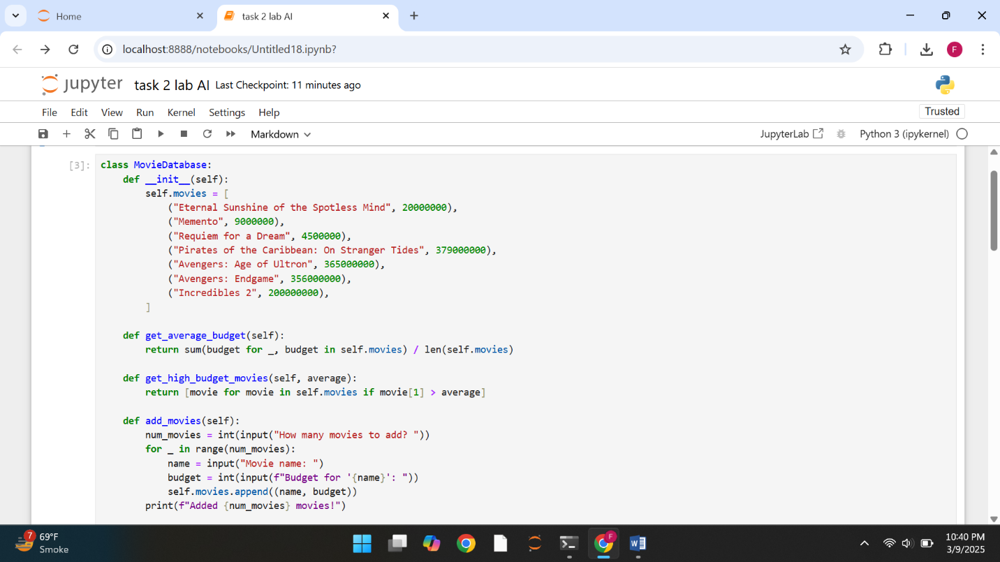 Home
task 2 lab AI
localhost:8888/notebooks/Untitled18.ipynb?
F
jupyter task 2 lab AI Last Checkpoint: 11 minutes ago
File Edit View Run Kernel Settings Help
Trusted
Markdown
JupyterLab
Python 3 (ipykernel)
[3]: class MovieDatabase:
    def __init__(self):
        self.movies = [
            ("Eternal Sunshine of the Spotless Mind", 20000000),
            ("Memento", 9000000),
            ("Requiem for a Dream", 4500000),
            ("Pirates of the Caribbean: On Stranger Tides", 379000000),
            ("Avengers: Age of Ultron", 365000000),
            ("Avengers: Endgame", 356000000),
            ("Incredibles 2", 200000000),
        ]
    def get_average_budget(self):
        return sum(budget for _, budget in self.movies) / len(self.movies)
    def get_high_budget_movies(self, average):
        return [movie for movie in self.movies if movie[1] > average]
    def add_movies(self):
        num_movies = int(input("How many movies to add? "))
        for _ in range(num_movies):
            name = input("Movie name: ")
            budget = int(input(f"Budget for '{name}': "))
            self.movies.append((name, budget))
        print(f"Added {num_movies} movies!")
7
69°F
Smoke
F
W
10:40 PM
3/9/2025